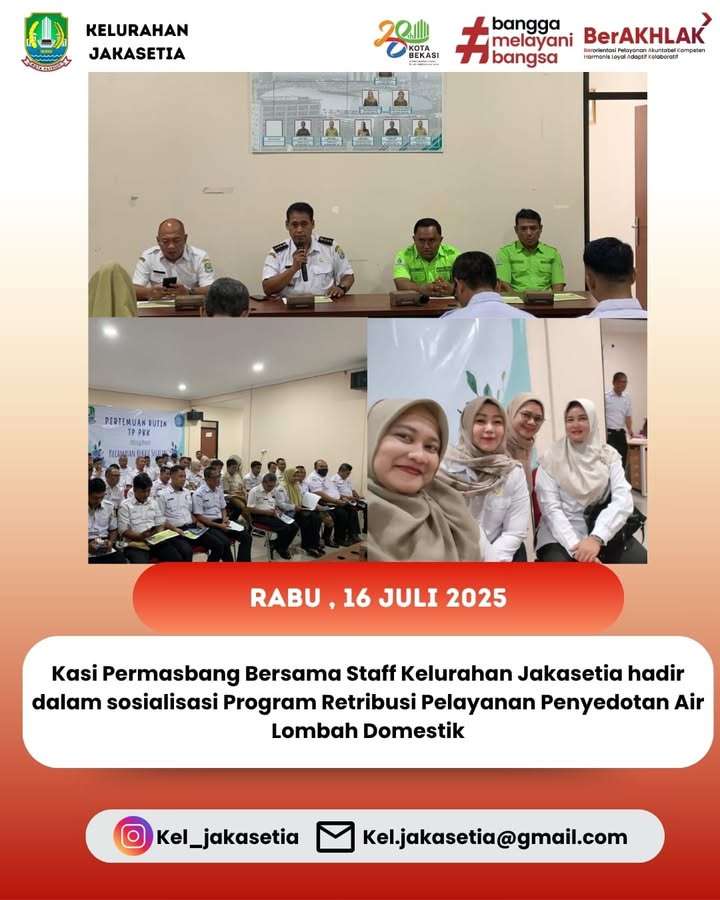 KELURAHAN
JAKASETIA
28
KOTA
BEKASI
#bangga
melayani
bangsa
BerAKHLAK
Berorientasi Pelayanan Akuntabel Kompeten
Harmonis Loyal Adaptif Kolaboratif
PERTEMUAN RUTIN
TP PKK
RABU , 16 JULI 2025
Kasi Permasbang Bersama Staff Kelurahan Jakasetia hadir
dalam sosialisasi Program Retribusi Pelayanan Penyedotan Air
Lombah Domestik
Kel_jakasetia
Kel.jakasetia@gmail.com